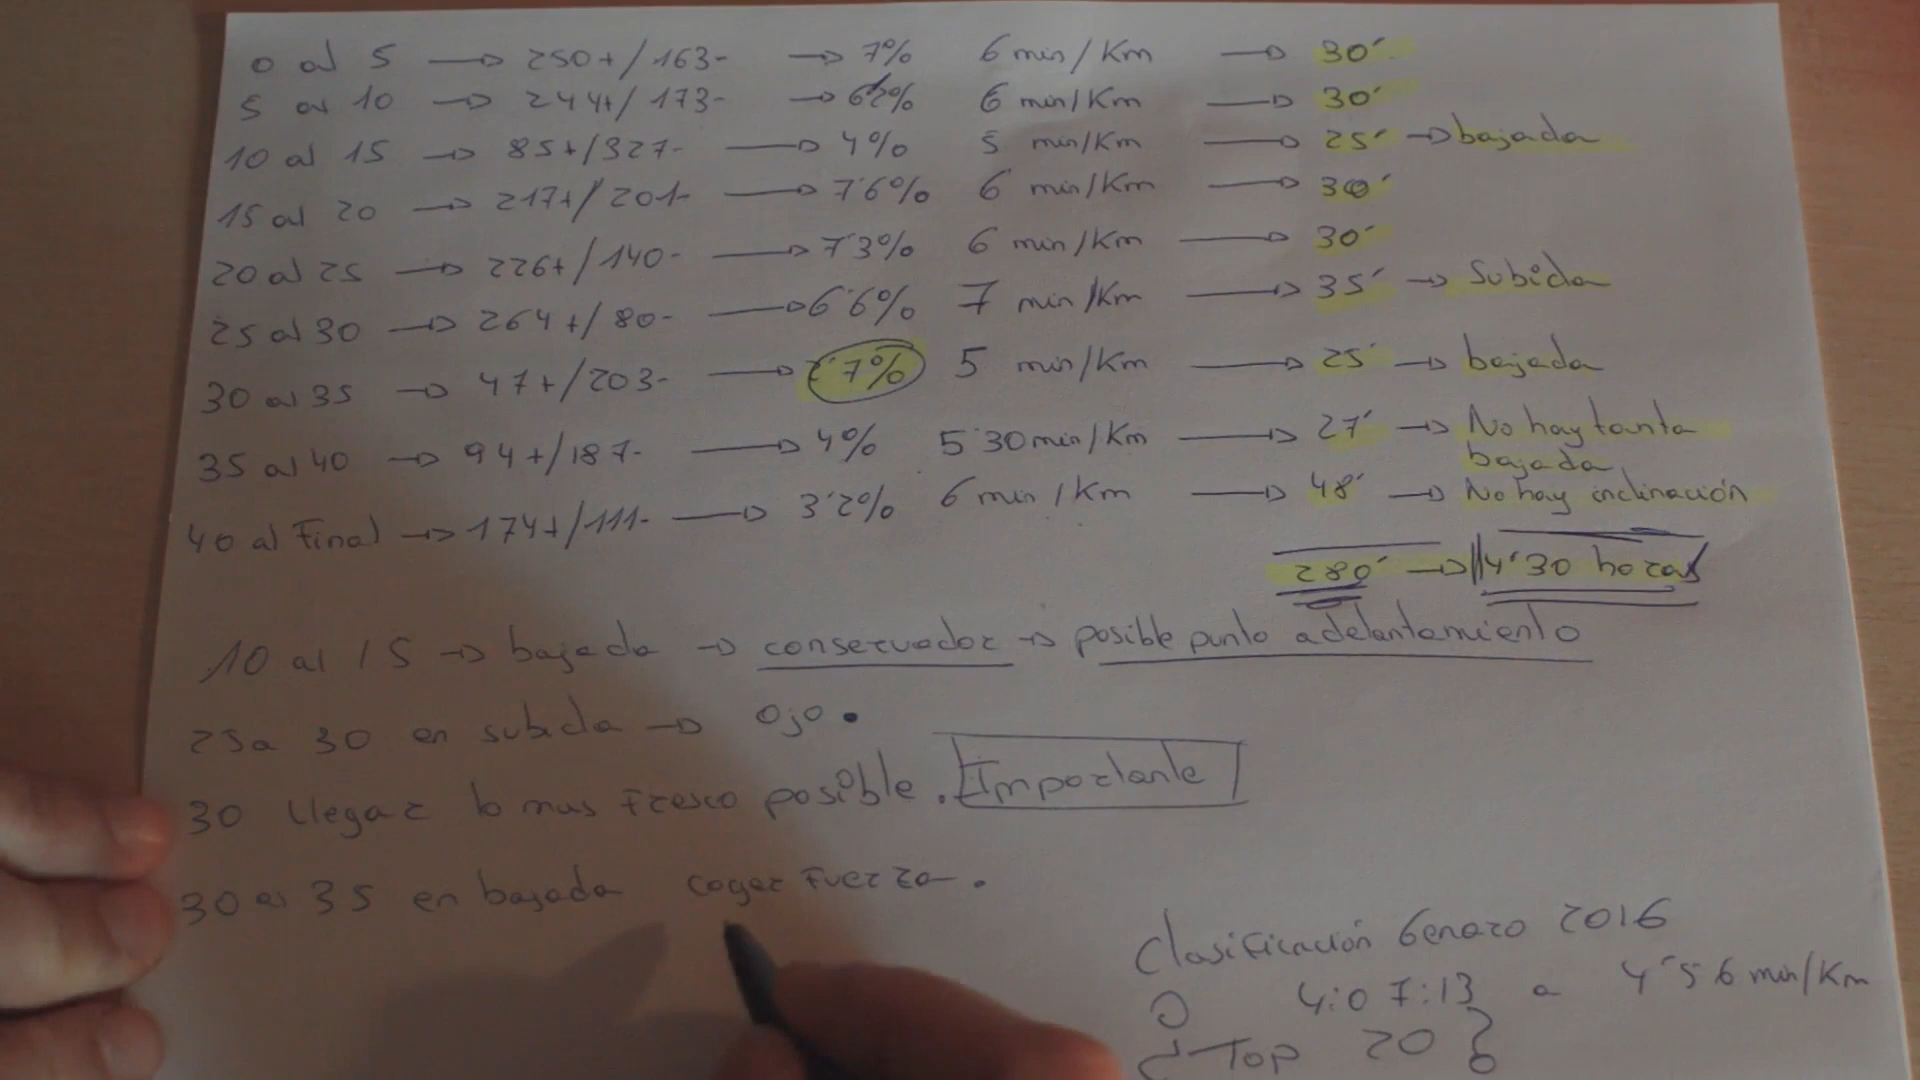 0 al 5 → 250+/163- → 7% 6 min/Km → 30'
5 al 10 → 244+/173- → 6'2% 6 min/Km → 30'
10 al 15 → 85+/327- → 4% 5 min/Km → 25' → bajada
15 al 20 → 217+/201- → 7'6% 6 min/Km → 30'
20 al 25 → 226+/140- → 7'3% 6 min/Km → 30'
25 al 30 → 264+/80- → 6'6% 7 min/Km → 35' → Subida
30 al 35 → 47+/203- → 2'7% 5 min/Km → 25' → bajada
35 al 40 → 94+/187- → 4% 5'30 min/Km → 27' → No hay tanta
bajada
40 al Final → 174+/111- → 3'2% 6 min/Km → 48' → No hay inclinación
280' → 4'30 horas
10 al 15 → bajada → conservador → posible punto adelantamiento
25 a 30 en subida → ojo.
30 llegar lo mas fresco posible. Importante
30 al 35 en bajada coger fuerza.
Clasificación Genaro 2016
4:07:13 a 4'56 min/Km
Top 20